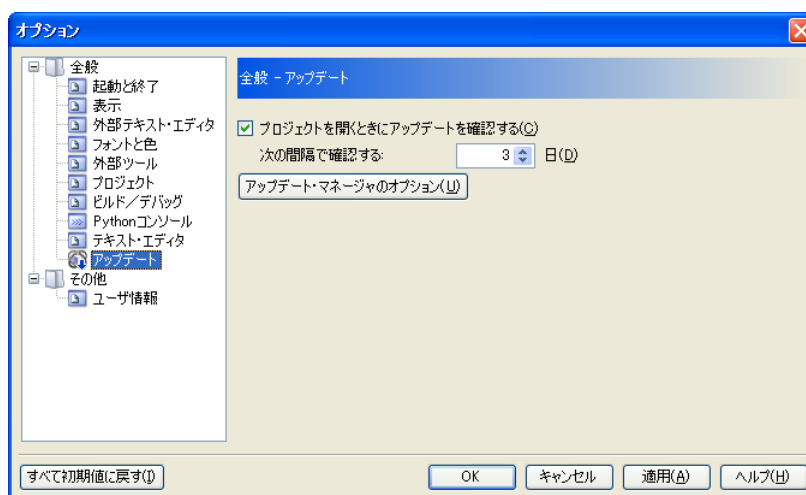 オプション
全般
起動と終了
表示
外部テキスト・エディタ
フォントと色
外部ツール
プロジェクト
ビルド／デバッグ
Pythonコンソール
テキスト・エディタ
アップデート
その他
ユーザ情報
全般 - アップデート
プロジェクトを開くときにアップデートを確認する(C)
次の間隔で確認する: 3 日(D)
アップデート・マネージャのオプション(U)
すべて初期値に戻す(I) OK キャンセル 適用(A) ヘルプ(H)